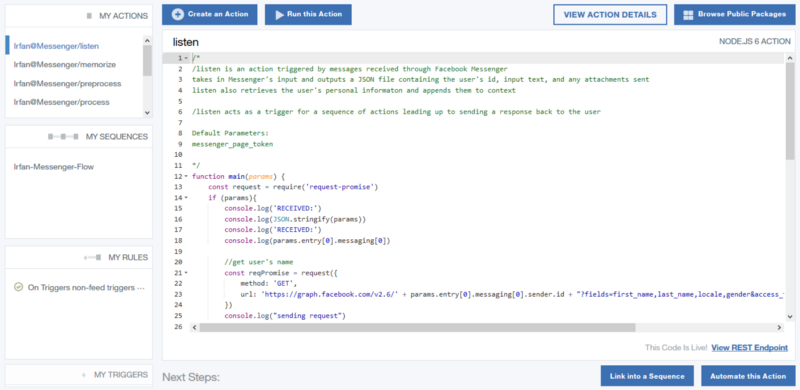 MY ACTIONS
Irfan@Messenger/listen
Irfan@Messenger/memorize
Irfan@Messenger/preprocess
Irfan@Messenger/process
MY SEQUENCES
Irfan-Messenger-Flow
MY RULES
On Triggers non-feed triggers ···
MY TRIGGERS
Create an Action
Run this Action
VIEW ACTION DETAILS
Browse Public Packages
listen
NODE.JS 6 ACTION
1 /*
2 /listen is an action triggered by messages received through Facebook Messenger
3 takes in Messenger's input and outputs a JSON file containing the user's id, input text, and any attachments sent
4 listen also retrieves the user's personal informaton and appends them to context
5
6 /listen acts as a trigger for a sequence of actions leading up to sending a response back to the user
7
8 Default Parameters:
9 messenger_page_token
10
11 */
12 function main(params) {
13 const request = require('request-promise')
14 if (params){
15 console.log('RECEIVED:')
16 console.log(JSON.stringify(params))
17 console.log('RECEIVED:')
18 console.log(params.entry[0].messaging[0])
19
20 //get user's name
21 const reqPromise = request({
22 method: 'GET',
23 url: 'https://graph.facebook.com/v2.6/' + params.entry[0].messaging[0].sender.id + "?fields=first_name,last_name,locale,gender&access_
24 })
25 console.log("sending request")
26
This Code Is Live! View REST Endpoint
Next Steps:
Link into a Sequence
Automate this Action